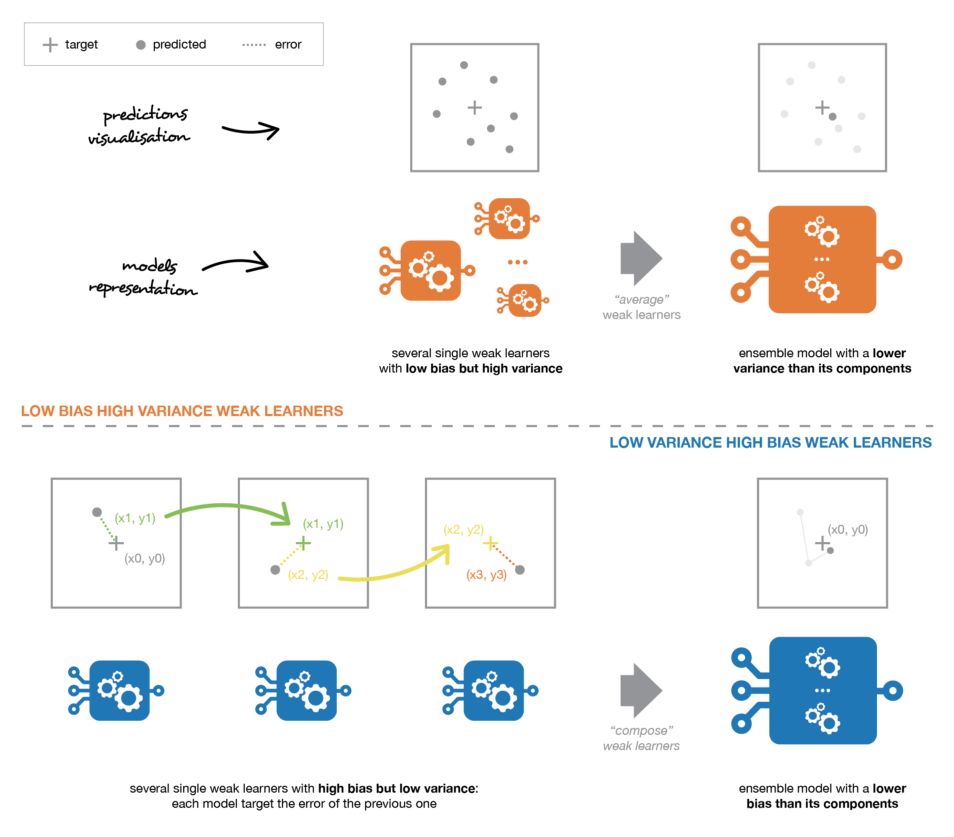 target
predicted
error
predictions
visualisation
models
representation
"average"
weak learners
several single weak learners
with low bias but high variance
ensemble model with a lower
variance than its components
LOW BIAS HIGH VARIANCE WEAK LEARNERS
LOW VARIANCE HIGH BIAS WEAK LEARNERS
(x1, y1)
(x0, y0)
(x1, y1)
(x2, y2)
(x2, y2)
(x3, y3)
(x0, y0)
"compose"
weak learners
several single weak learners with high bias but low variance:
each model target the error of the previous one
ensemble model with a lower
bias than its components